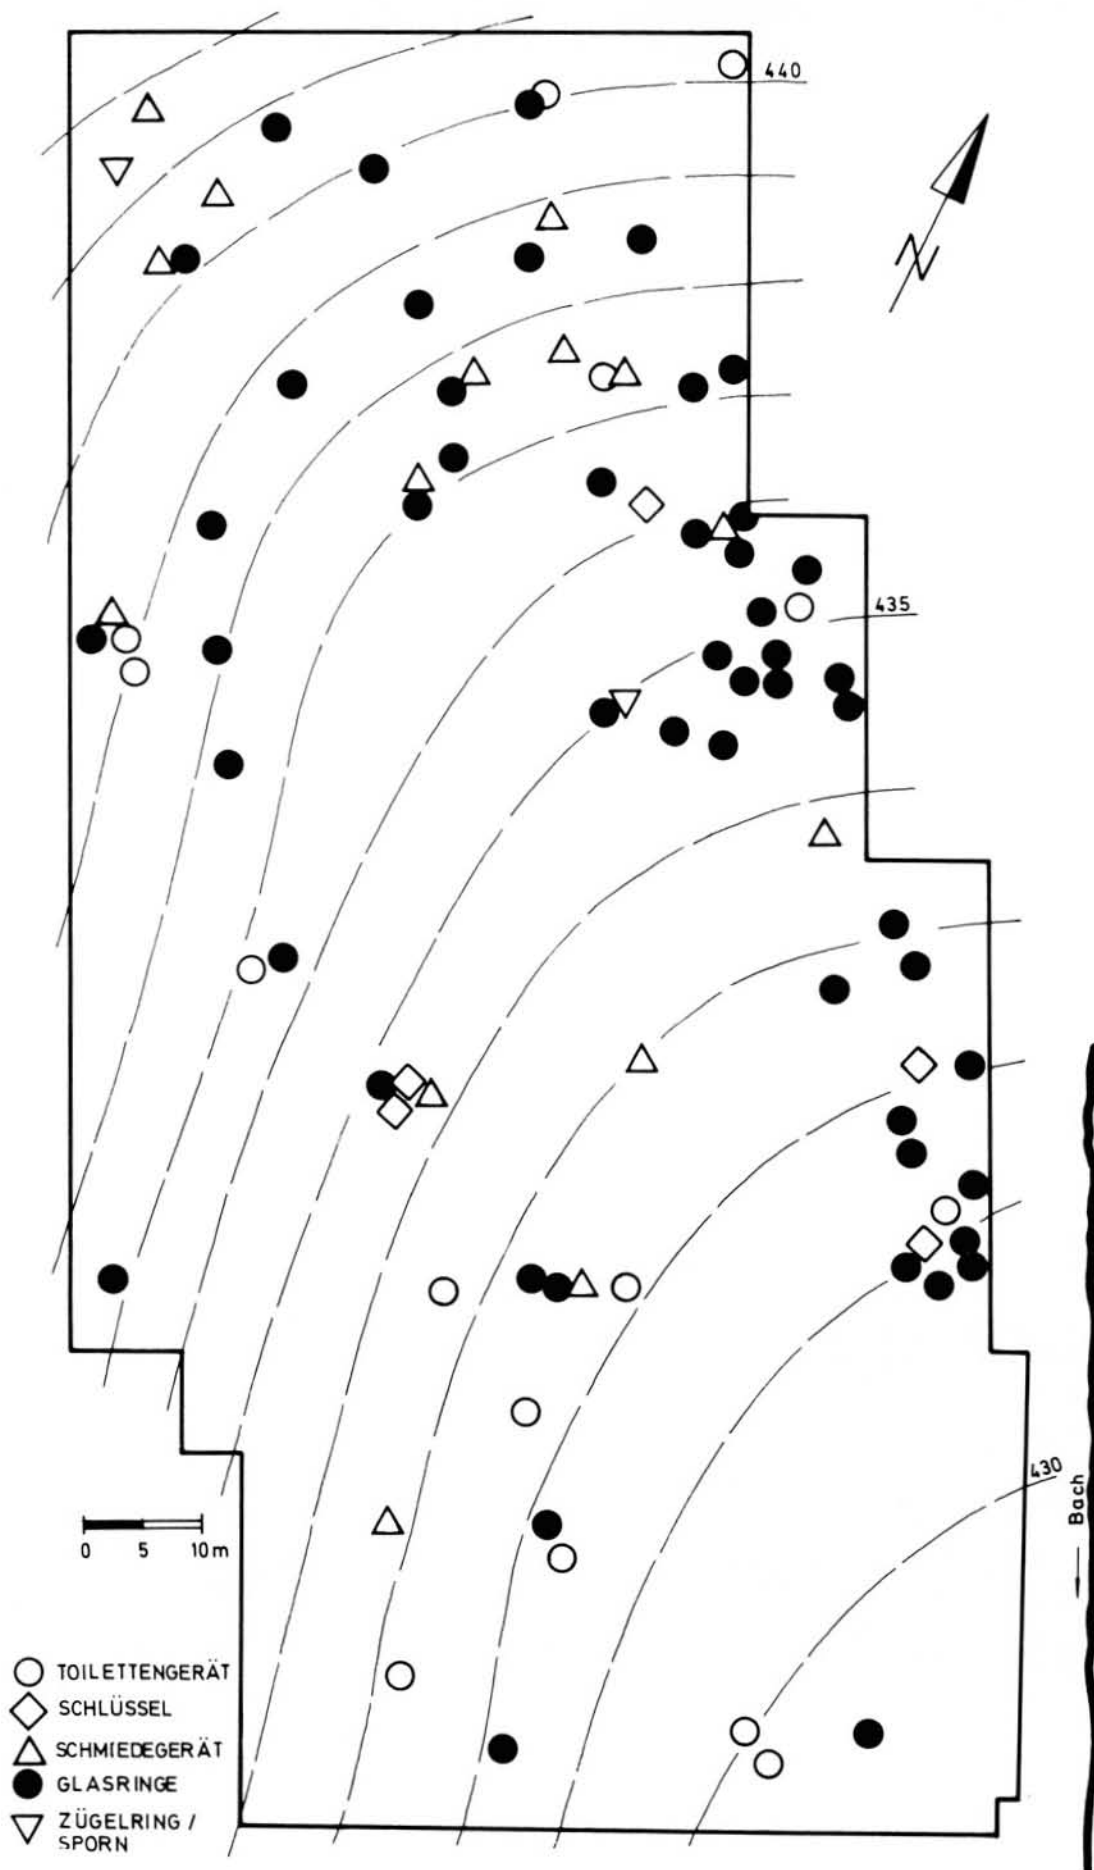 440
N
435
430
Bach
0 5 10 m
TOILETTENGERÄT
SCHLÜSSEL
SCHMIEDEGERÄT
GLASRINGE
ZÜGELRING /
SPORN